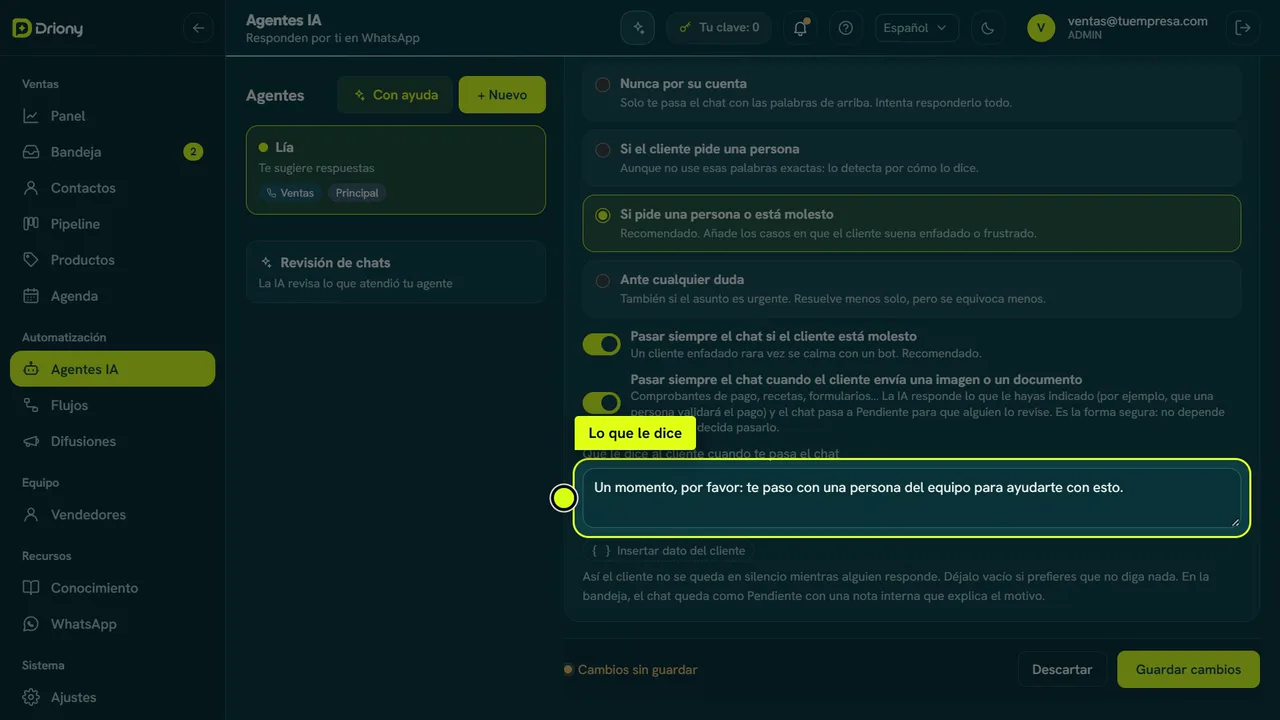 Driony
Agentes IA
Responden por ti en WhatsApp
Tu clave: 0
Español
V
ventas@tuempresa.com
ADMIN
Ventas
Panel
Bandeja
2
Contactos
Pipeline
Productos
Agenda
Automatización
Agentes IA
Flujos
Difusiones
Equipo
Vendedores
Recursos
Conocimiento
WhatsApp
Sistema
Ajustes
Agentes
Con ayuda
+ Nuevo
Lía
Te sugiere respuestas
Ventas
Principal
Revisión de chats
La IA revisa lo que atendió tu agente
Nunca por su cuenta
Solo te pasa el chat con las palabras de arriba. Intenta responderlo todo.
Si el cliente pide una persona
Aunque no use esas palabras exactas: lo detecta por cómo lo dice.
Si pide una persona o está molesto
Recomendado. Añade los casos en que el cliente suena enfadado o frustrado.
Ante cualquier duda
También si el asunto es urgente. Resuelve menos solo, pero se equivoca menos.
Pasar siempre el chat si el cliente está molesto
Un cliente enfadado rara vez se calma con un bot. Recomendado.
Pasar siempre el chat cuando el cliente envía una imagen o un documento
Comprobantes de pago, recetas, formularios... La IA responde lo que le hayas indicado (por ejemplo, que una
persona validará el pago) y el chat pasa a Pendiente para que alguien lo revise. Es la forma segura: no depende
decida pasarlo.
Lo que le dice
Qué le dice al cliente cuando te pasa el chat
Un momento, por favor: te paso con una persona del equipo para ayudarte con esto.
{ } Insertar dato del cliente
Así el cliente no se queda en silencio mientras alguien responde. Déjalo vacío si prefieres que no diga nada. En la
bandeja, el chat queda como Pendiente con una nota interna que explica el motivo.
Cambios sin guardar
Descartar
Guardar cambios